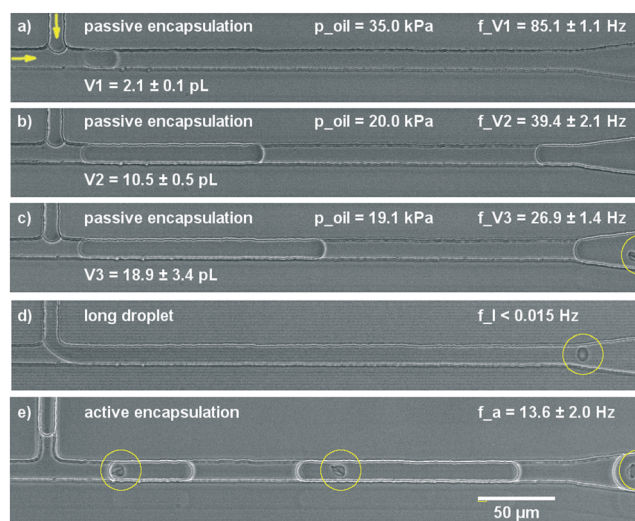 a) passive encapsulation p_oil = 35.0 kPa f_V1 = 85.1 ± 1.1 Hz
V1 = 2.1 ± 0.1 pL
b) passive encapsulation p_oil = 20.0 kPa f_V2 = 39.4 ± 2.1 Hz
V2 = 10.5 ± 0.5 pL
c) passive encapsulation p_oil = 19.1 kPa f_V3 = 26.9 ± 1.4 Hz
V3 = 18.9 ± 3.4 pL
d) long droplet f_l < 0.015 Hz
e) active encapsulation f_a = 13.6 ± 2.0 Hz
50 µm